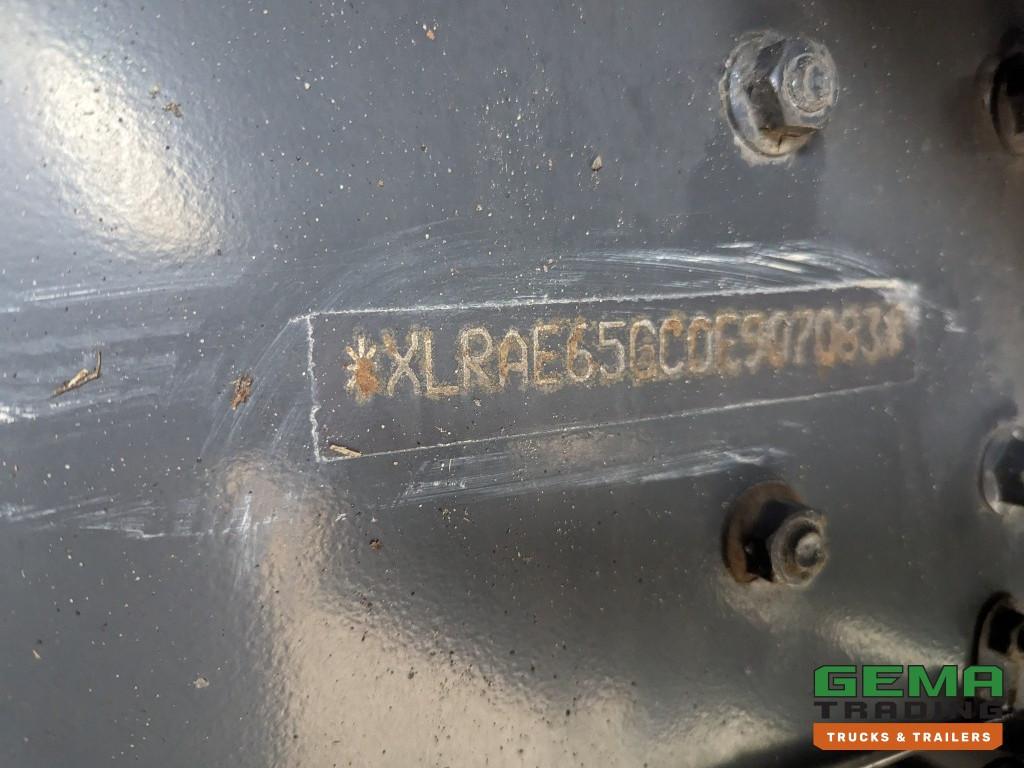 *XLRAE65GC0E907083*
GEMA
TRADING
TRUCKS & TRAILERS